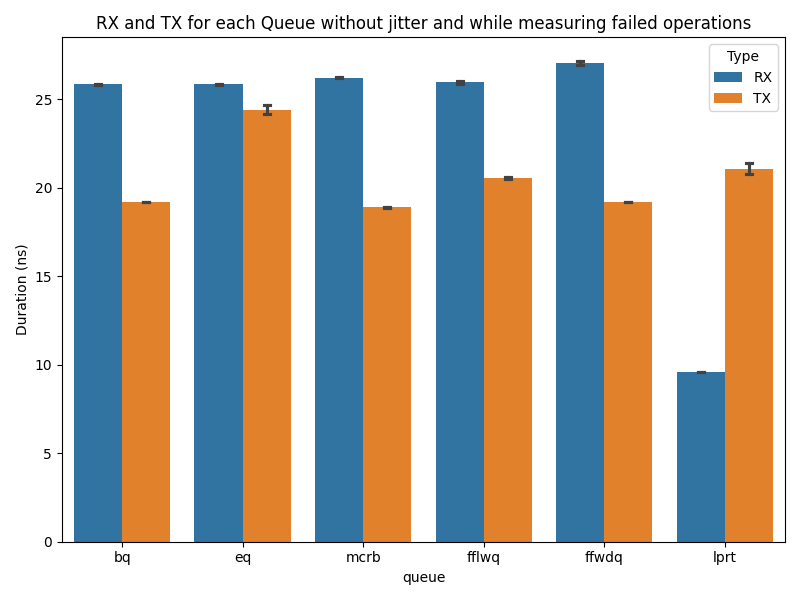 RX and TX for each Queue without jitter and while measuring failed operations
Type
RX
TX
25
20
15
10
5
0
Duration (ns)
bq eq mcrb fflwq ffwdq lprt
queue